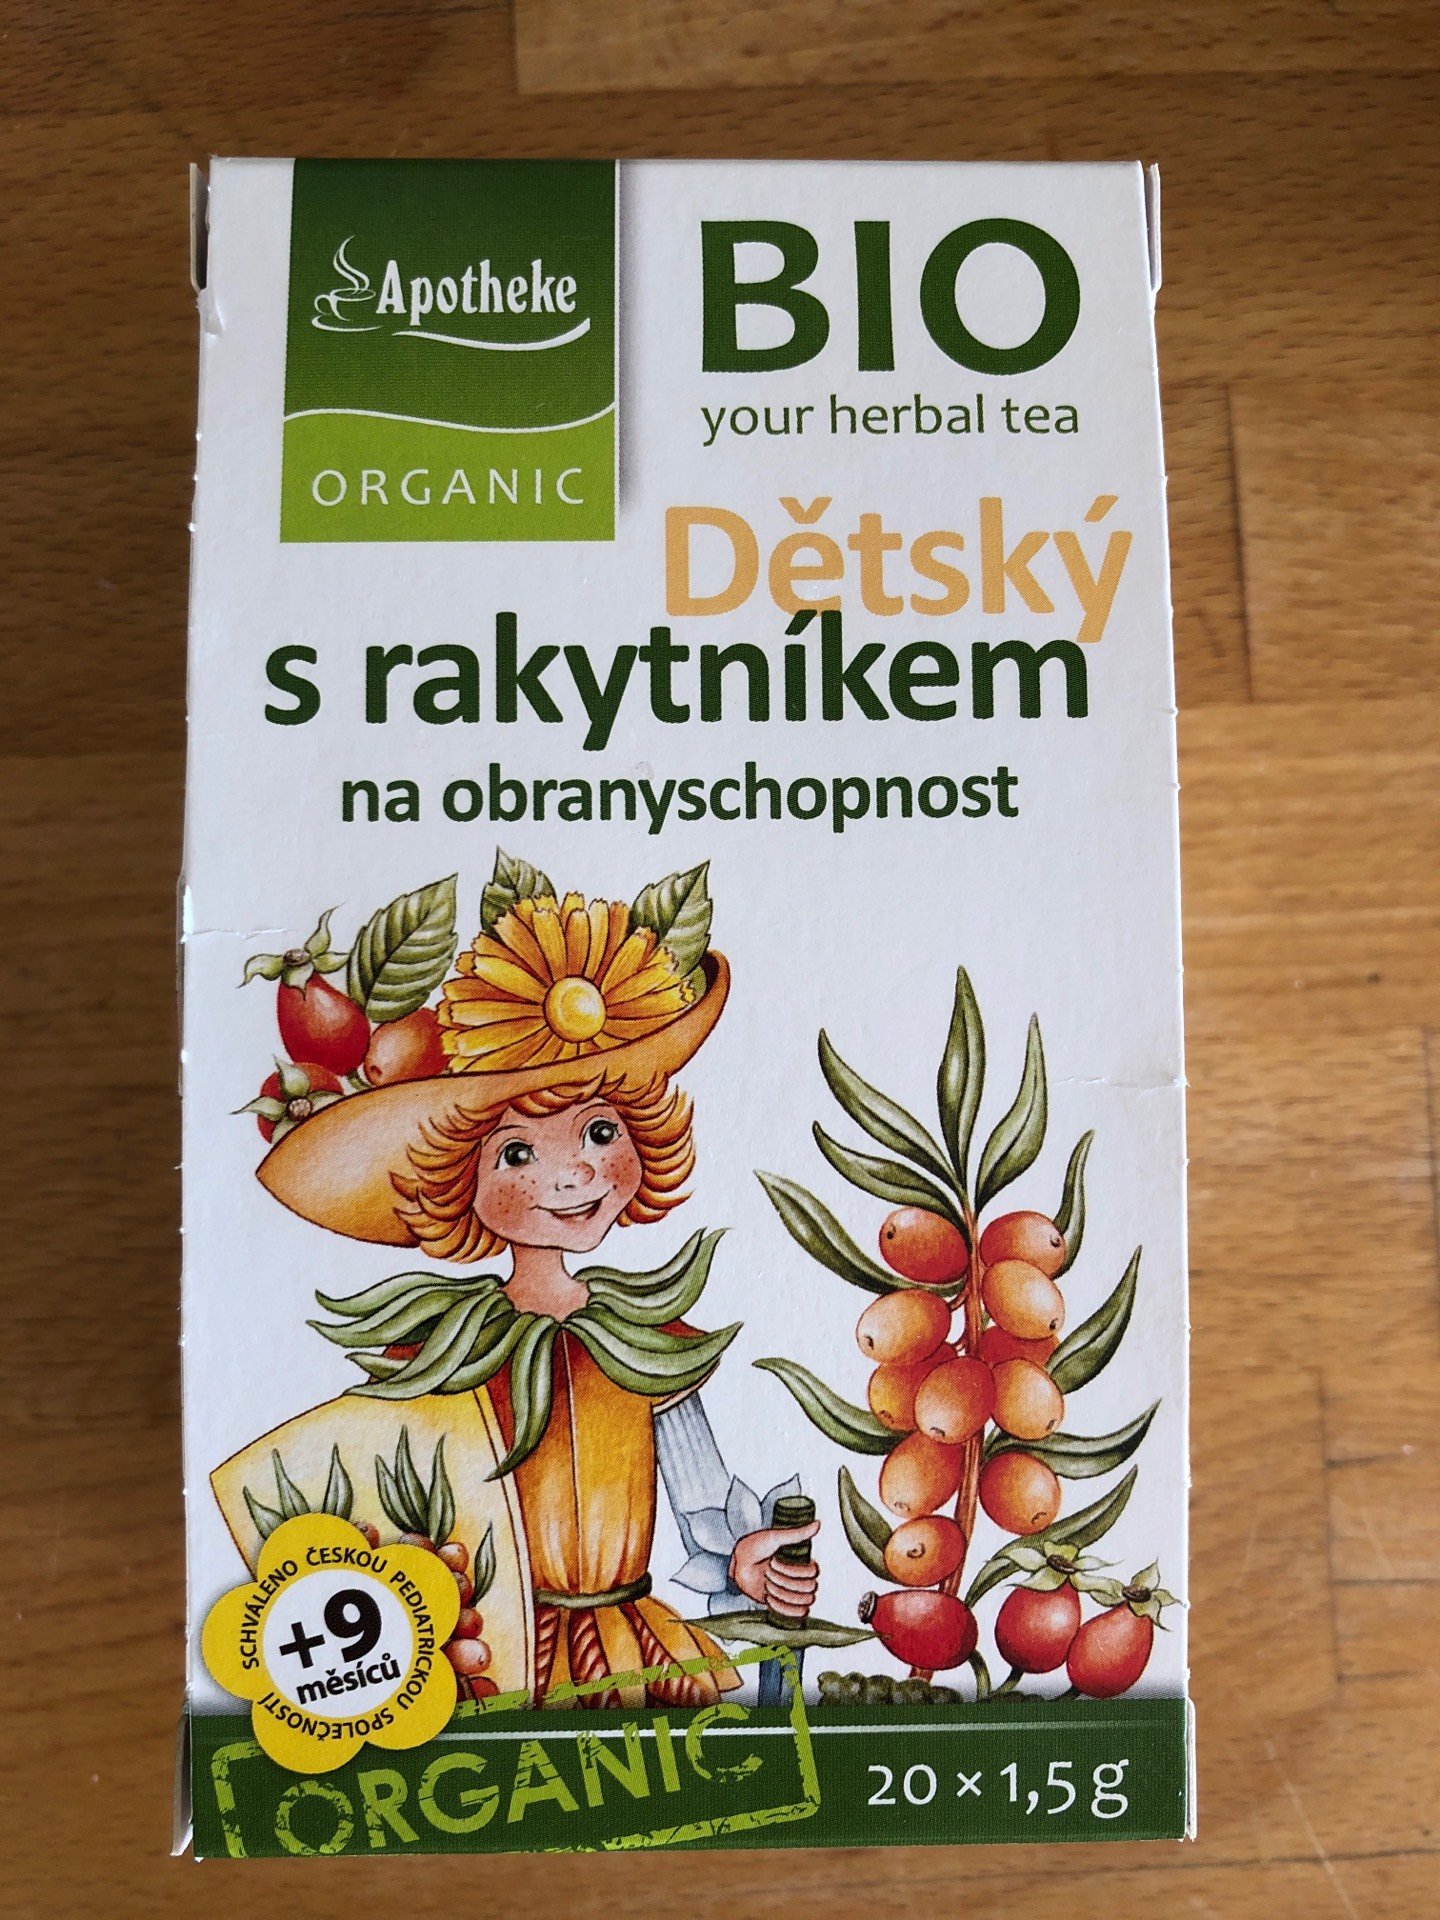 Apotheke
ORGANIC
BIO
your herbal tea
Dětský
s rakytníkem
na obranyschopnost
SCHVÁLENO ČESKOU PEDIATRICKOU SPOLEČNOSTÍ
+9
měsíců
ORGANIC
20 × 1,5 g